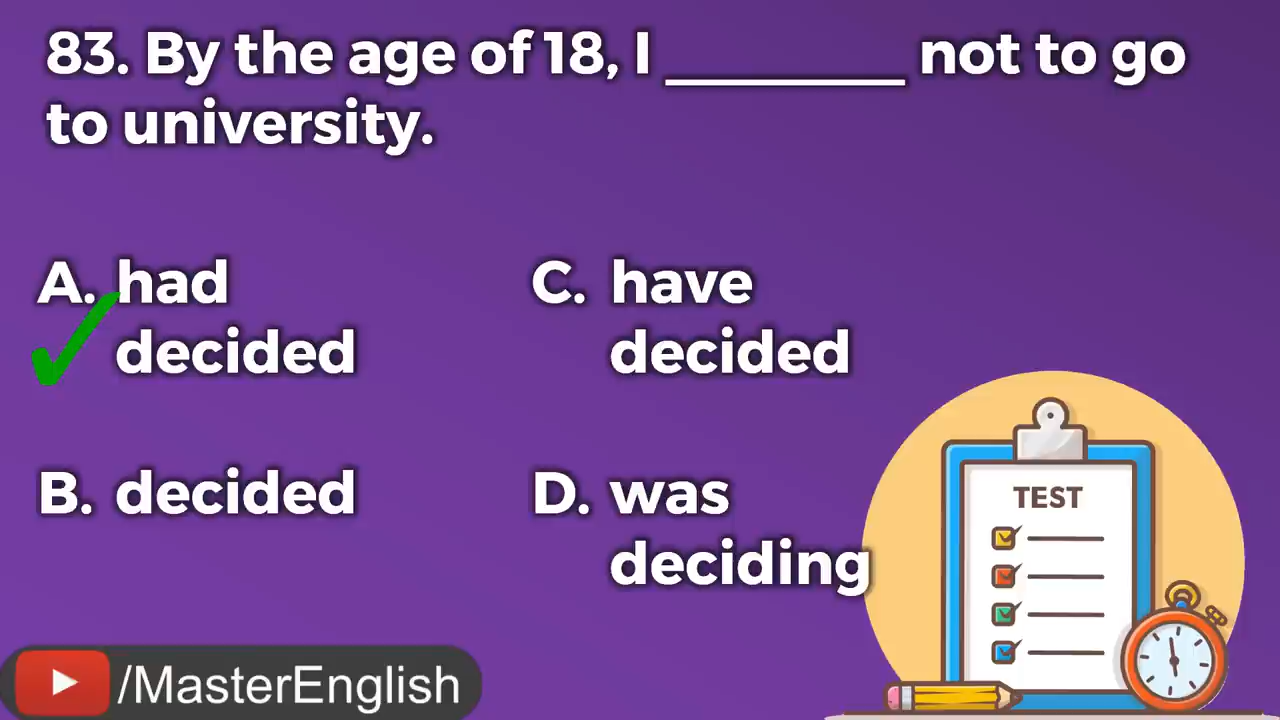 83. By the age of 18, I ________ not to go
to university.
A. had
decided
C. have
decided
B. decided
D. was
deciding
TEST
/MasterEnglish